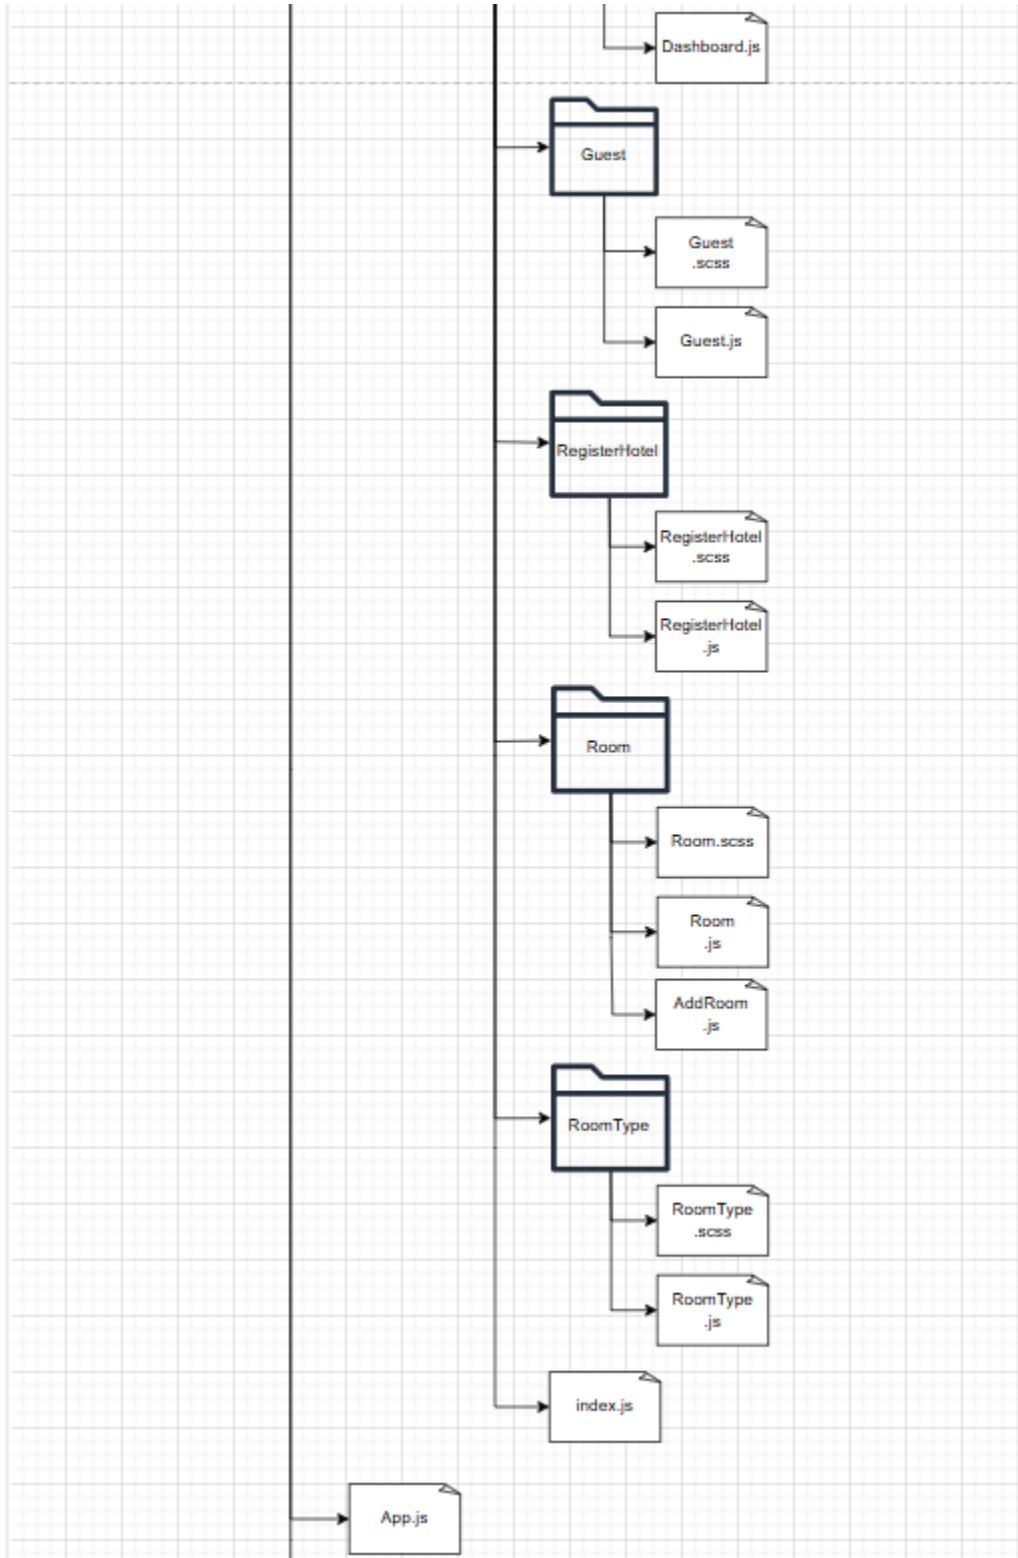 Dashboard.js
Guest
Guest
.scss
Guest.js
RegisterHotel
RegisterHotel
.scss
RegisterHotel
.js
Room
Room.scss
Room
.js
AddRoom
.js
RoomType
RoomType
.scss
RoomType
.js
index.js
App.js